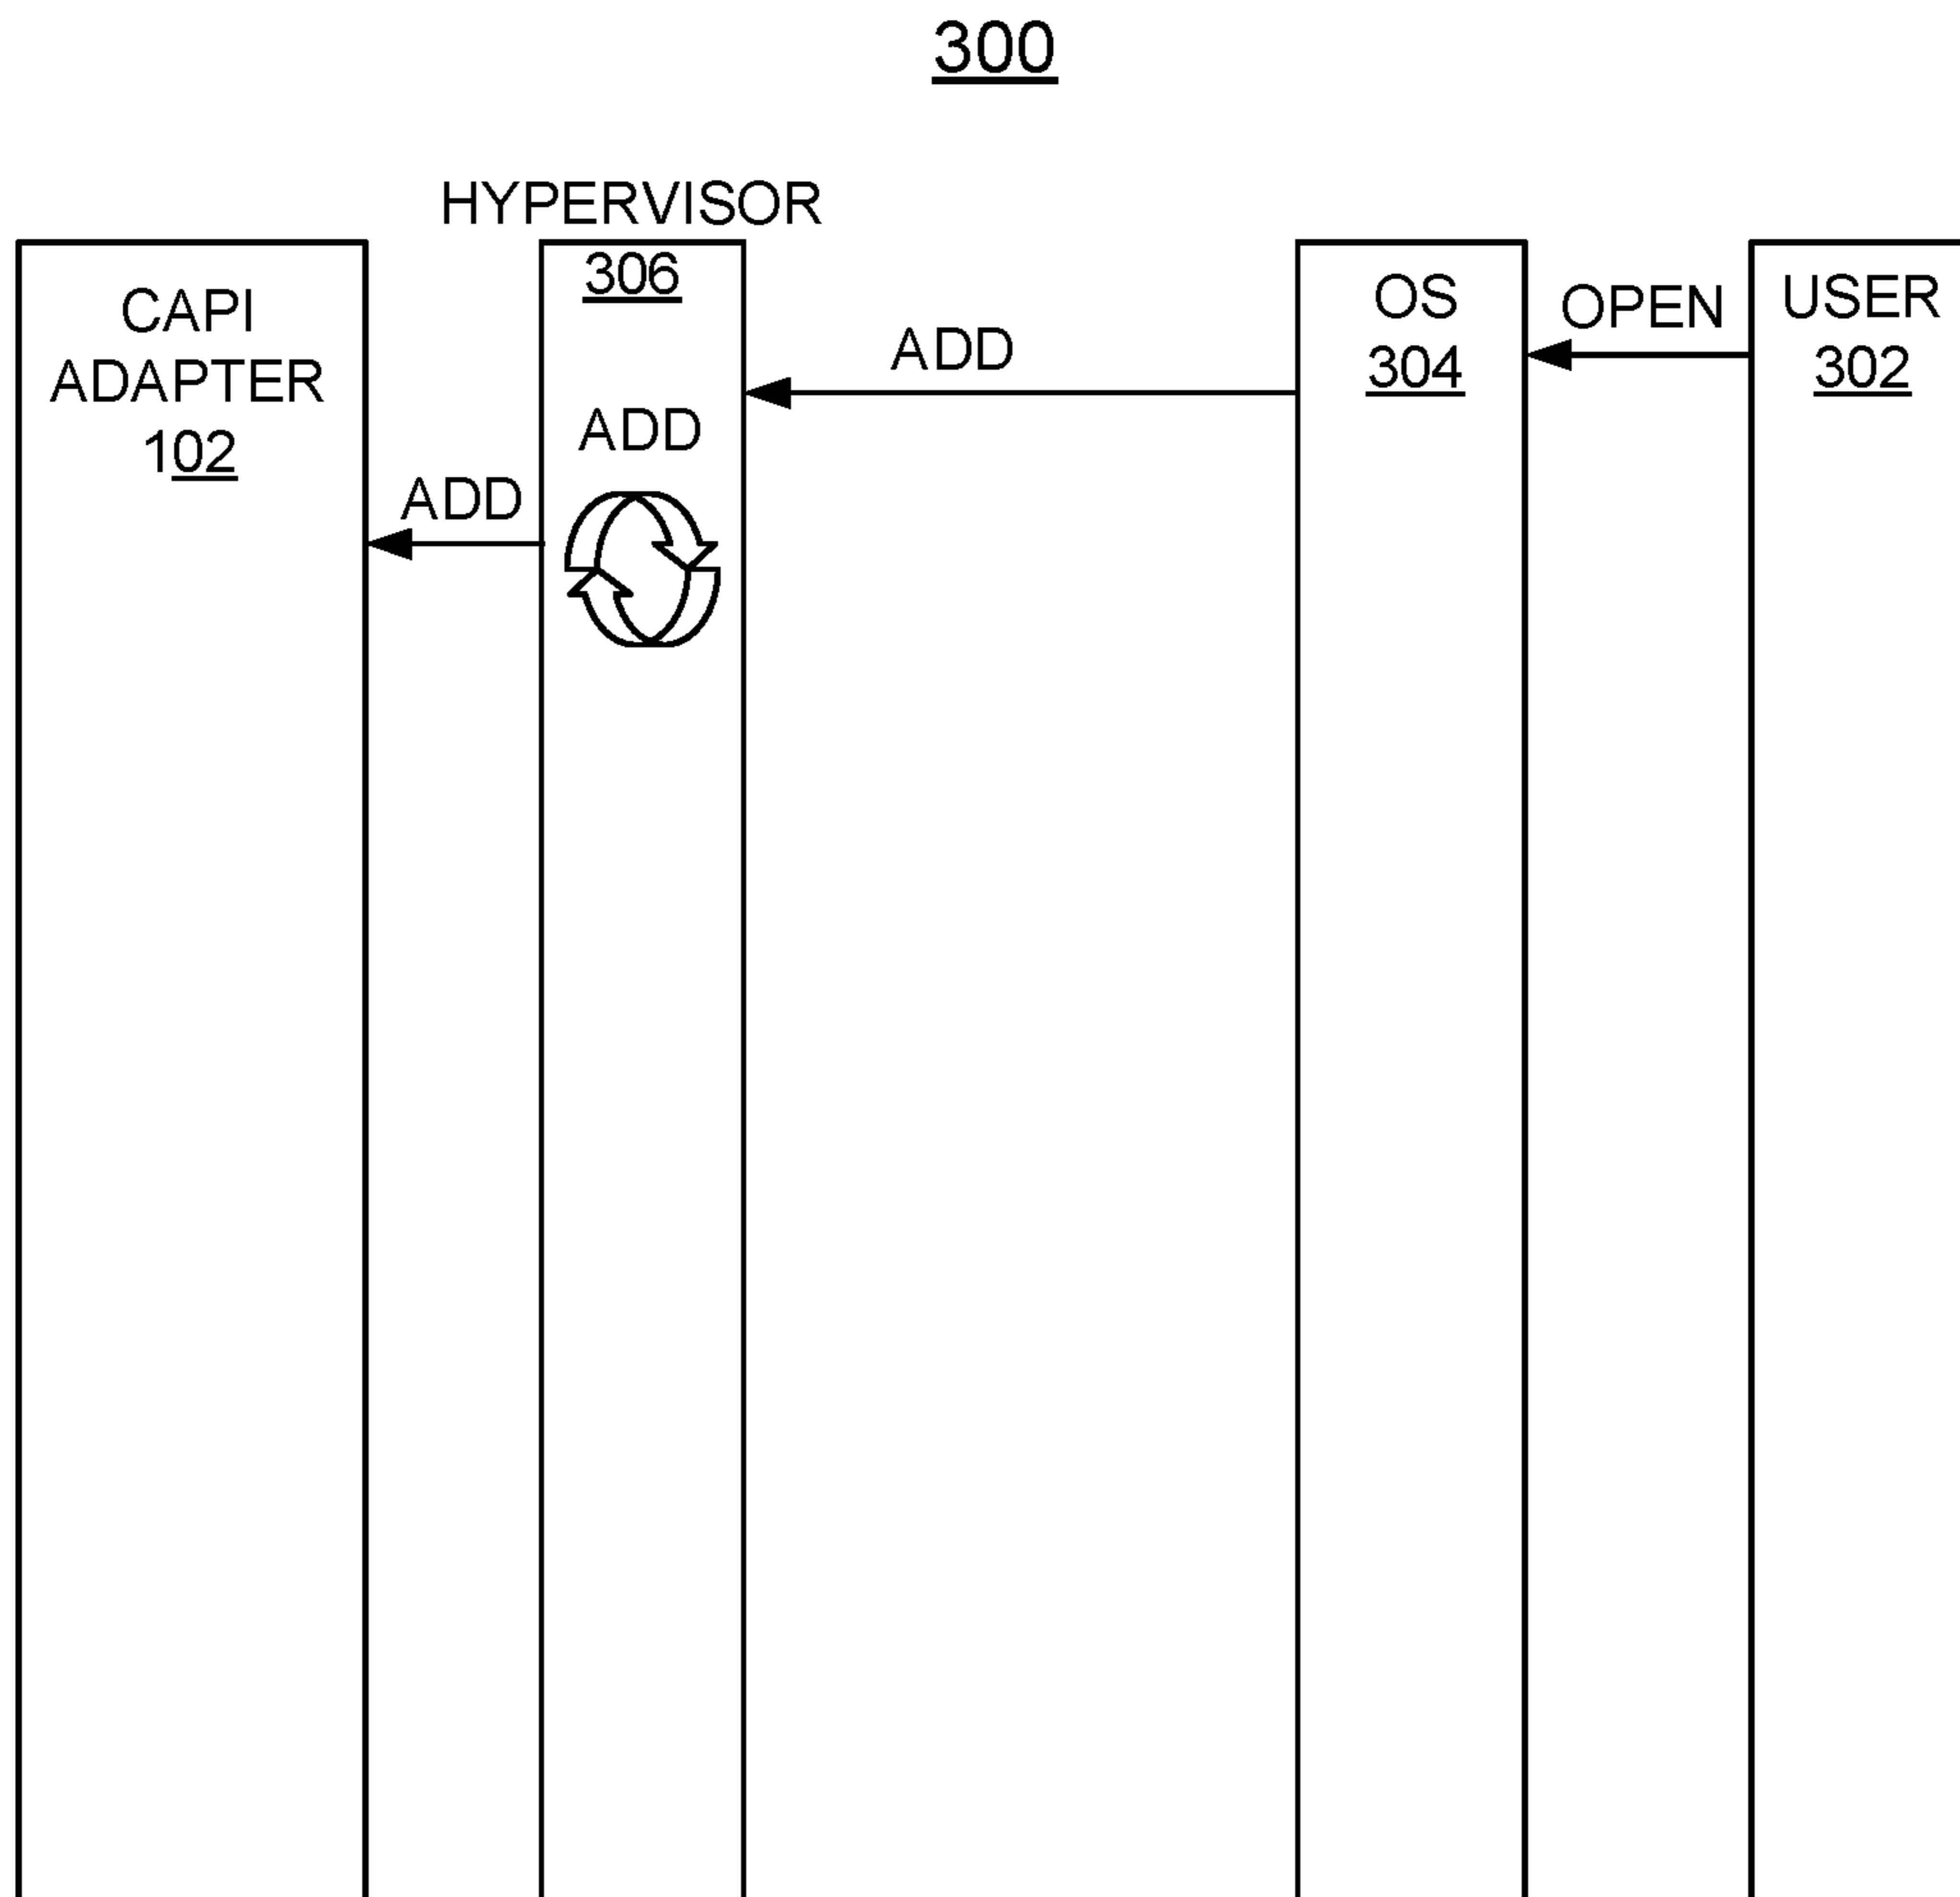 300
HYPERVISOR
306
CAPI
ADAPTER
102
ADD
ADD
ADD
OS
304
OPEN
USER
302